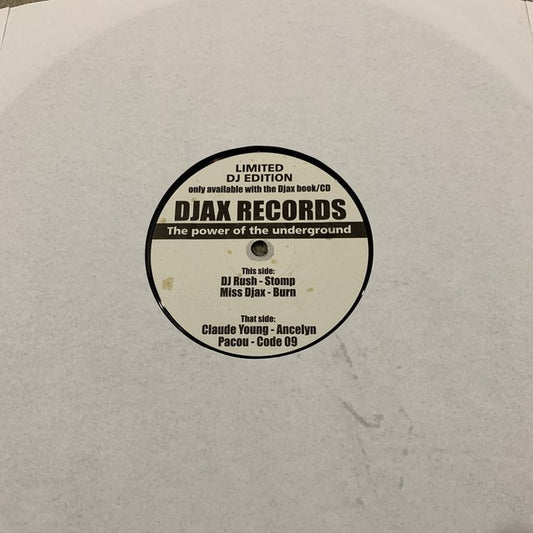 LIMITED
DJ EDITION
only available with the Djax book/CD
DJAX RECORDS
The power of the underground
This side:
DJ Rush - Stomp
Miss Djax - Burn
That side:
Claude Young - Ancelyn
Pacou - Code 09